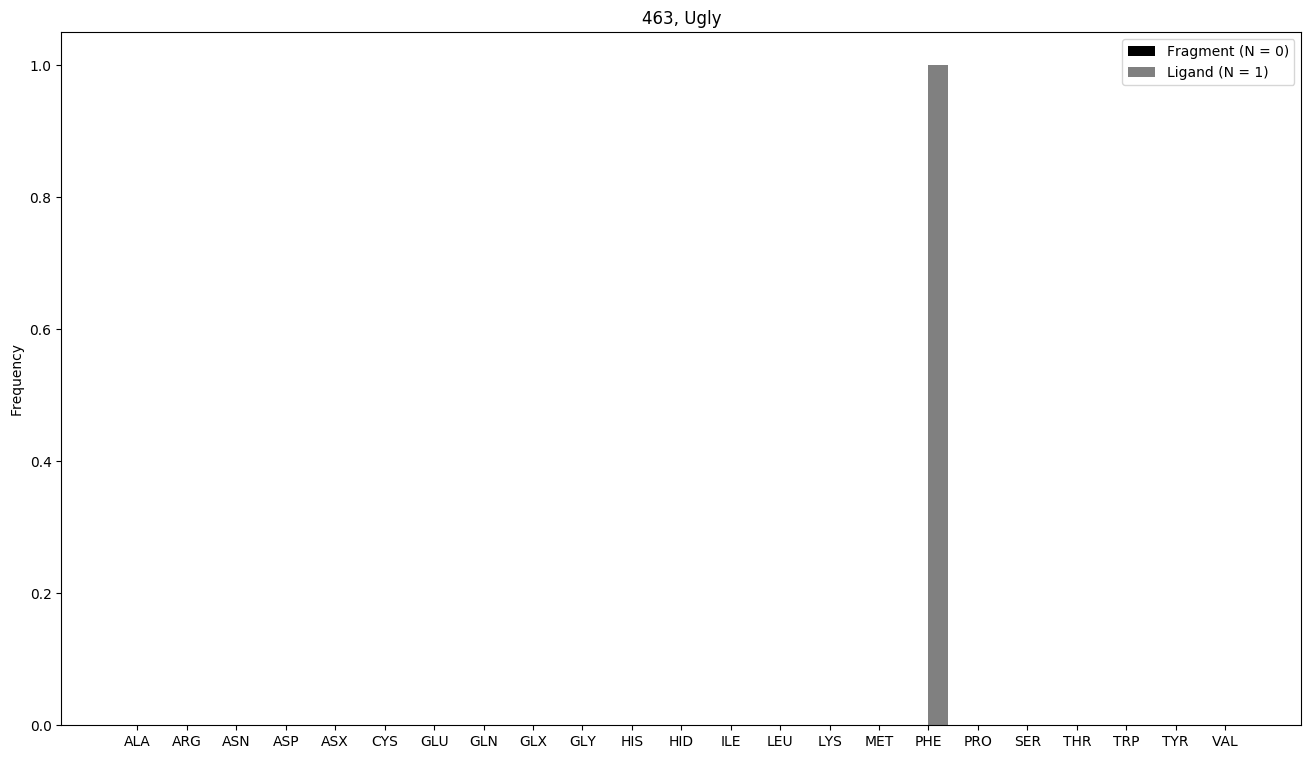 463, Ugly
Fragment (N = 0)
Ligand (N = 1)
1.0
0.8
0.6
0.4
0.2
0.0
Frequency
ALA ARG ASN ASP ASX CYS GLU GLN GLX GLY HIS HID ILE LEU LYS MET PHE PRO SER THR TRP TYR VAL